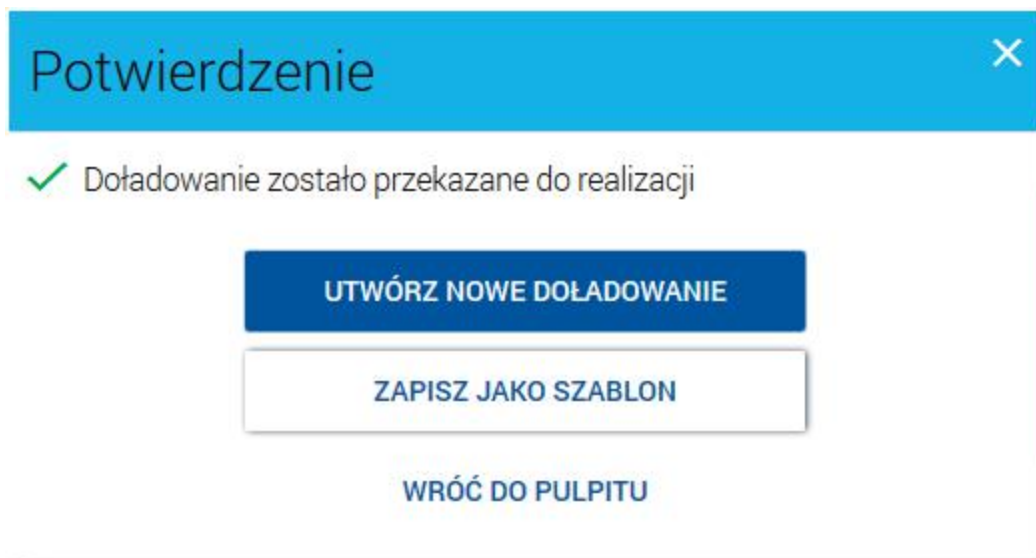 Potwierdzenie
Doładowanie zostało przekazane do realizacji
UTWÓRZ NOWE DOŁADOWANIE
ZAPISZ JAKO SZABLON
WRÓĆ DO PULPITU